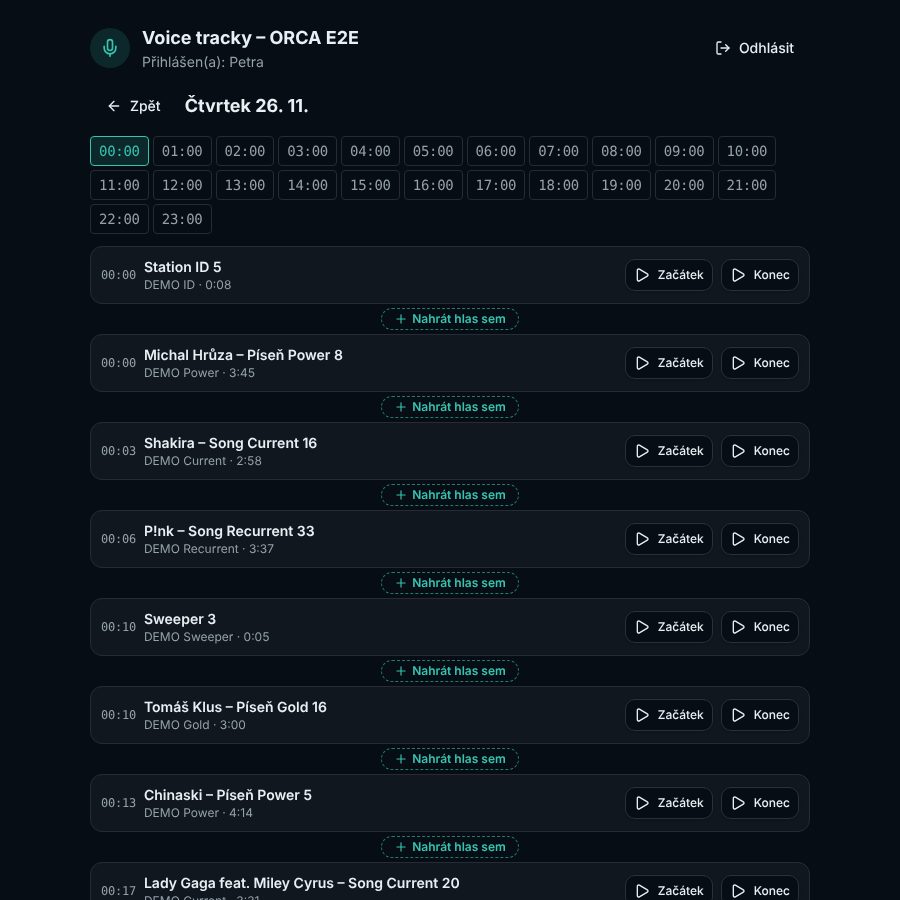 Voice tracky – ORCA E2E
Přihlášen(a): Petra
Odhlásit
Zpět
Čtvrtek 26. 11.
00:00 01:00 02:00 03:00 04:00 05:00 06:00 07:00 08:00 09:00 10:00
11:00 12:00 13:00 14:00 15:00 16:00 17:00 18:00 19:00 20:00 21:00
22:00 23:00
00:00 Station ID 5 Začátek Konec
DEMO ID · 0:08
+ Nahrát hlas sem
00:00 Michal Hrůza – Píseň Power 8 Začátek Konec
DEMO Power · 3:45
+ Nahrát hlas sem
00:03 Shakira – Song Current 16 Začátek Konec
DEMO Current · 2:58
+ Nahrát hlas sem
00:06 P!nk – Song Recurrent 33 Začátek Konec
DEMO Recurrent · 3:37
+ Nahrát hlas sem
00:10 Sweeper 3 Začátek Konec
DEMO Sweeper · 0:05
+ Nahrát hlas sem
00:10 Tomáš Klus – Píseň Gold 16 Začátek Konec
DEMO Gold · 3:00
+ Nahrát hlas sem
00:13 Chinaski – Píseň Power 5 Začátek Konec
DEMO Power · 4:14
+ Nahrát hlas sem
00:17 Lady Gaga feat. Miley Cyrus – Song Current 20 Začátek Konec
DEMO Current